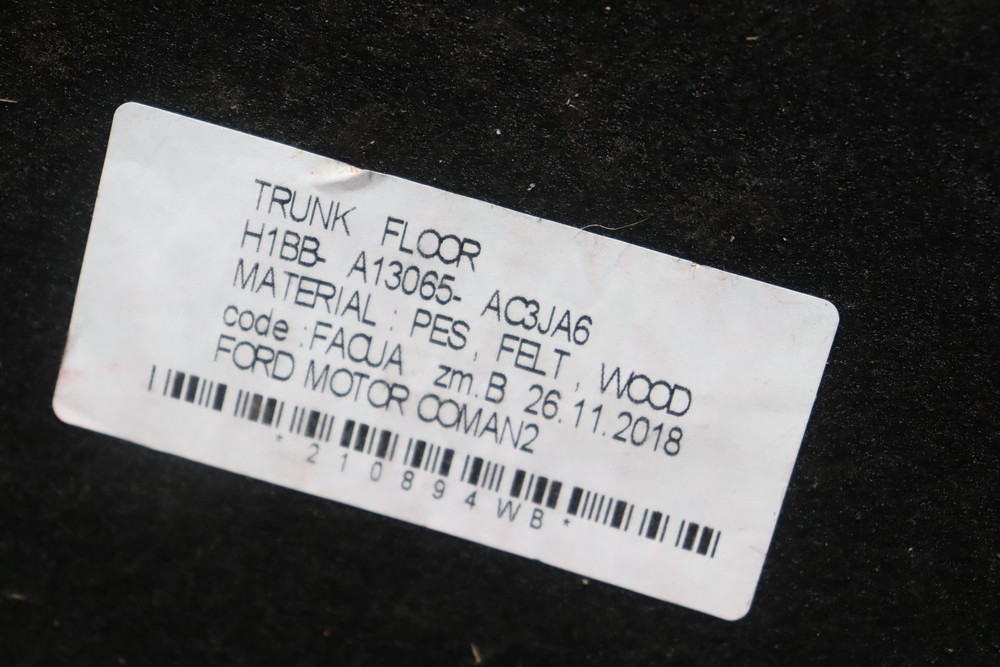 TRUNK FLOOR
H1BB- A13065- AC3JA6
MATERIAL : PES , FELT , WOOD
code : FAOUA zm. B 26.11.2018
FORD MOTOR COMAN2
* 2 1 0 8 9 4 W B *